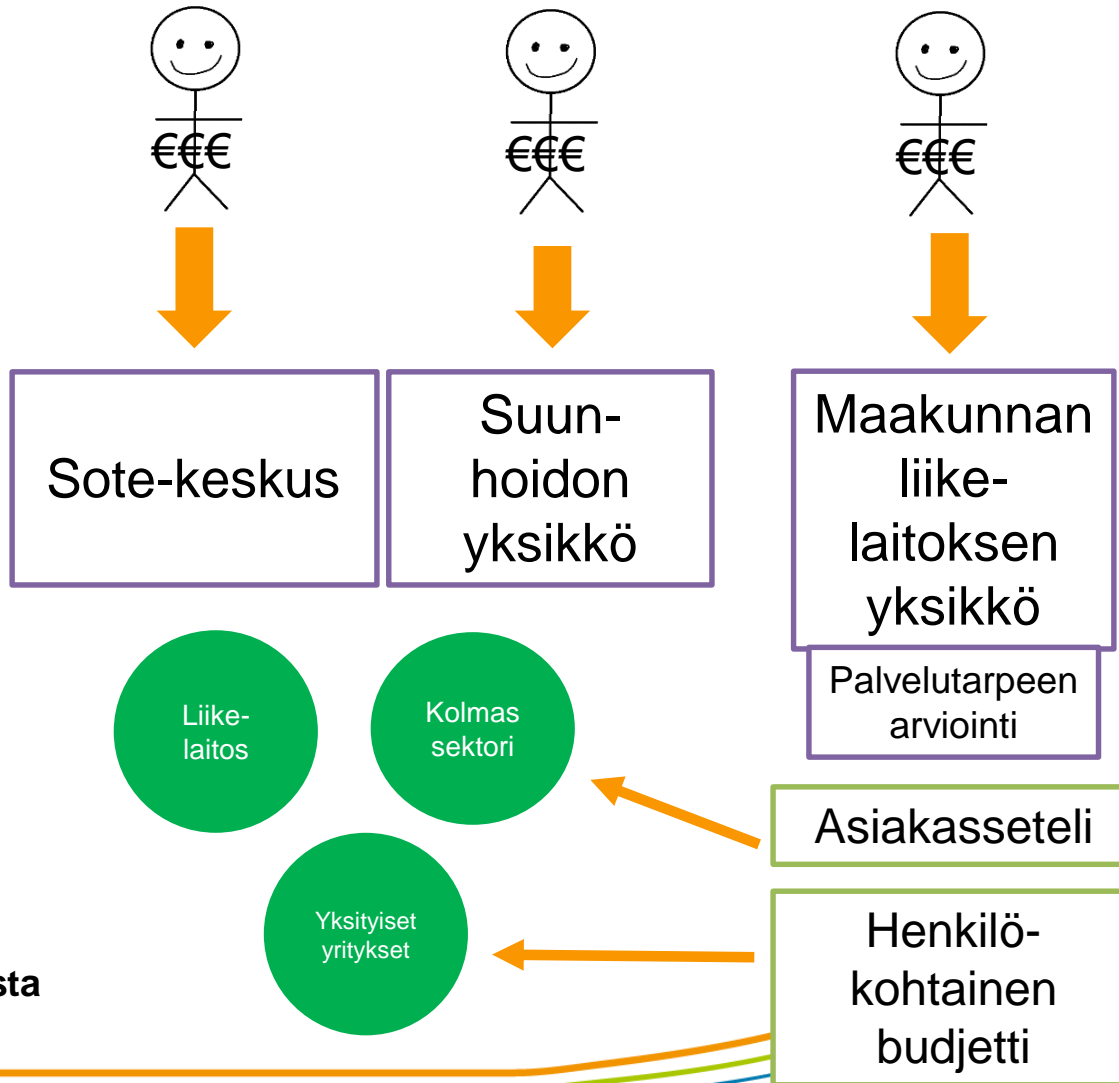 €€€
€€€
€€€
Sote-keskus
Suun-
hoidon
yksikkö
Maakunnan
liike-
laitoksen
yksikkö
Palvelutarpeen
arviointi
Liike-
laitos
Kolmas
sektori
Asiakasseteli
Yksityiset
yritykset
Henkilö-
kohtainen
budjetti
sta